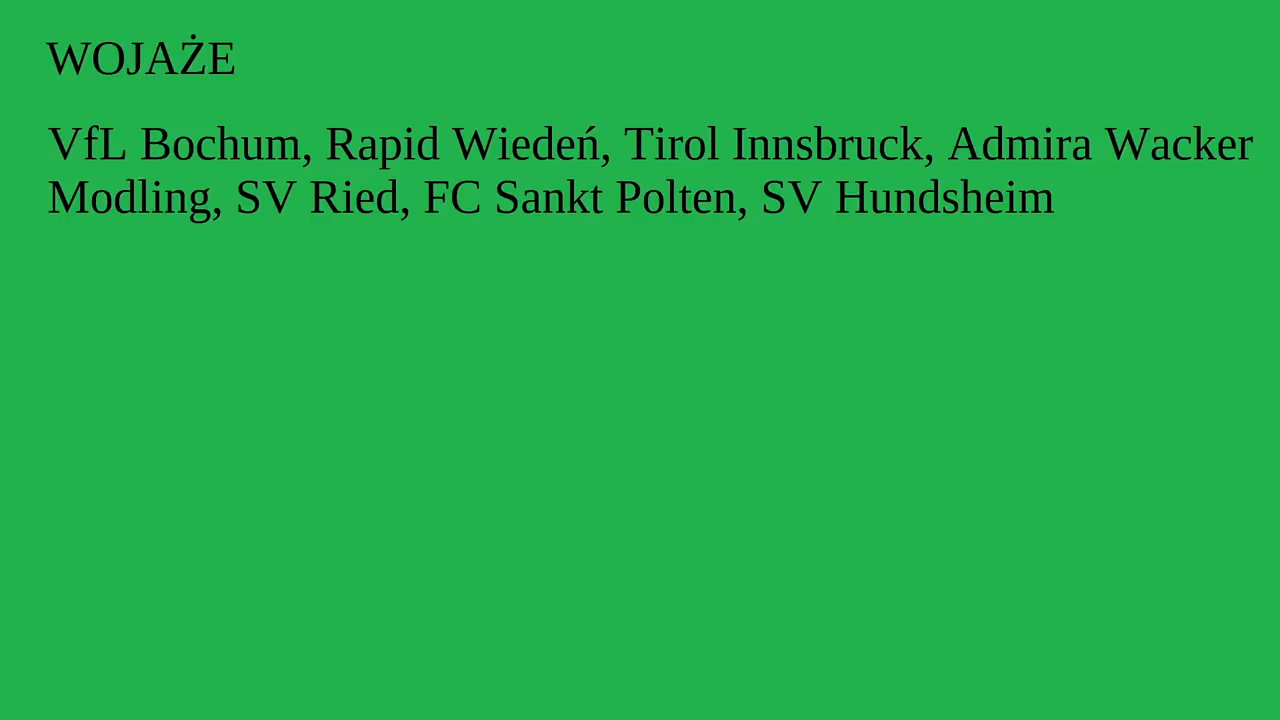 WOJAŻE
VfL Bochum, Rapid Wiedeń, Tirol Innsbruck, Admira Wacker
Modling, SV Ried, FC Sankt Polten, SV Hundsheim